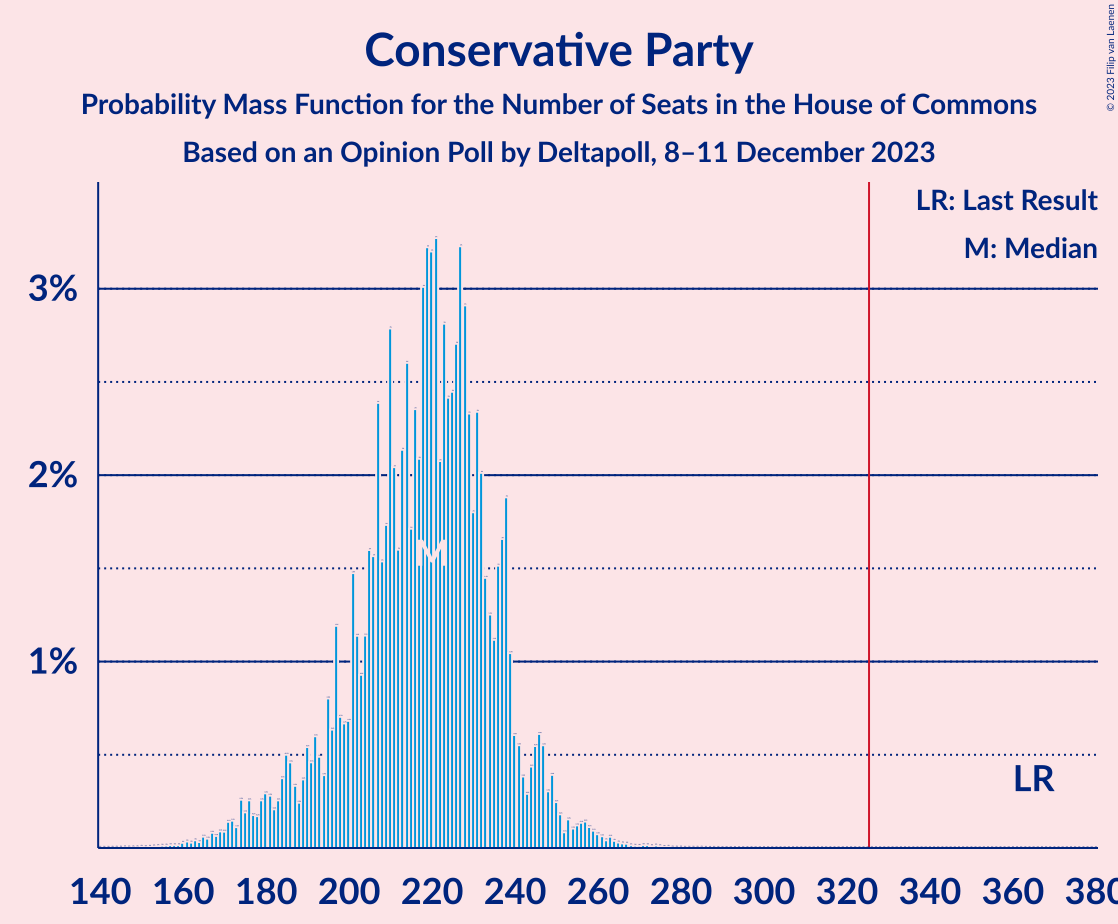 Conservative Party
Probability Mass Function for the Number of Seats in the House of Commons
Based on an Opinion Poll by Deltapoll, 8–11 December 2023
© 2023 Filip van Laenen
LR: Last Result
M: Median
3%
2%
1%
M
LR
140 160 180 200 220 240 260 280 300 320 340 360 380